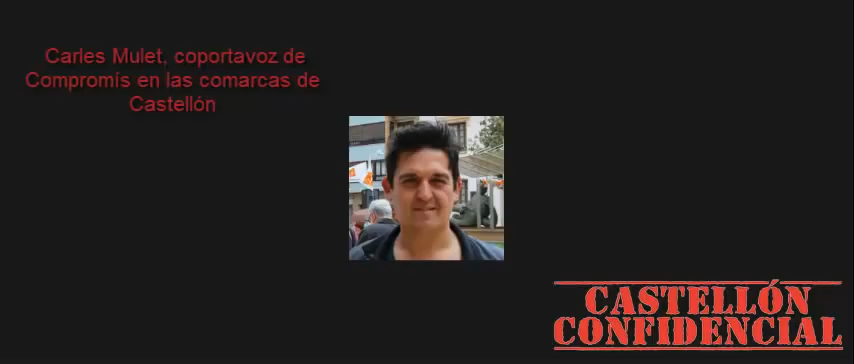 Carles Mulet, coportavoz de
Compromís en las comarcas de
Castellón
CASTELLÓN
CONFIDENCIAL